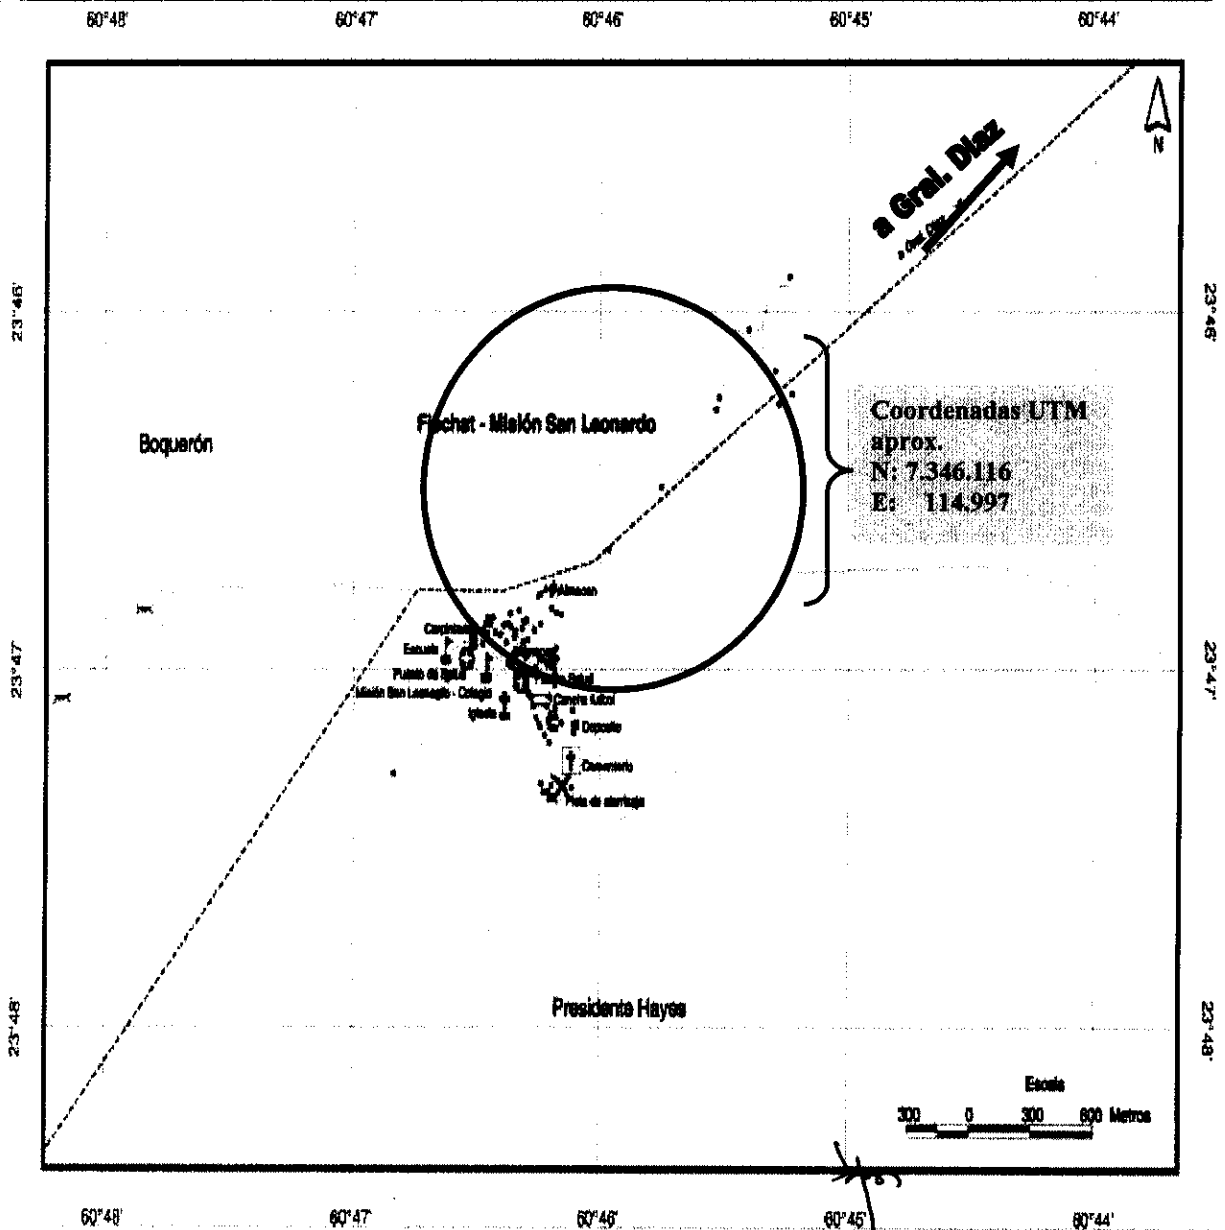 60°48' 60°47' 60°46' 60°45' 60°44'
N
a Gral. Diaz
a Gral. Díaz
23°46' 23°46'
Fischat - Misión San Leonardo
Boquerón
Coordenadas UTM
aprox.
N: 7.346.116
E: 114.997
Almacen
Carpintería
Escuela
Puesto de Salud
23°47' 23°47'
Misión San Leonardo - Colegio
Cancha futbol
Iglesia
Deposito
Cementerio
Pista de aterrizaje
Presidente Hayes
23°48' 23°48'
Escala
300 0 300 600 Metros
60°48' 60°47' 60°46' 60°45' 60°44'